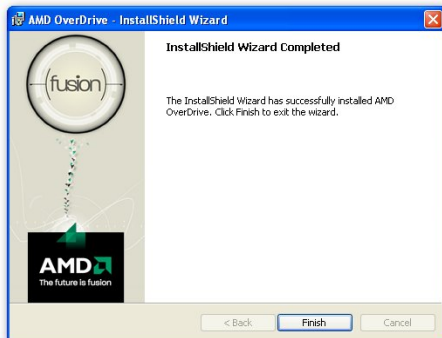 AMD OverDrive - InstallShield Wizard
InstallShield Wizard Completed
fusion
The InstallShield Wizard has successfully installed AMD
OverDrive. Click Finish to exit the wizard.
AMD
The future is fusion
< Back
Finish
Cancel